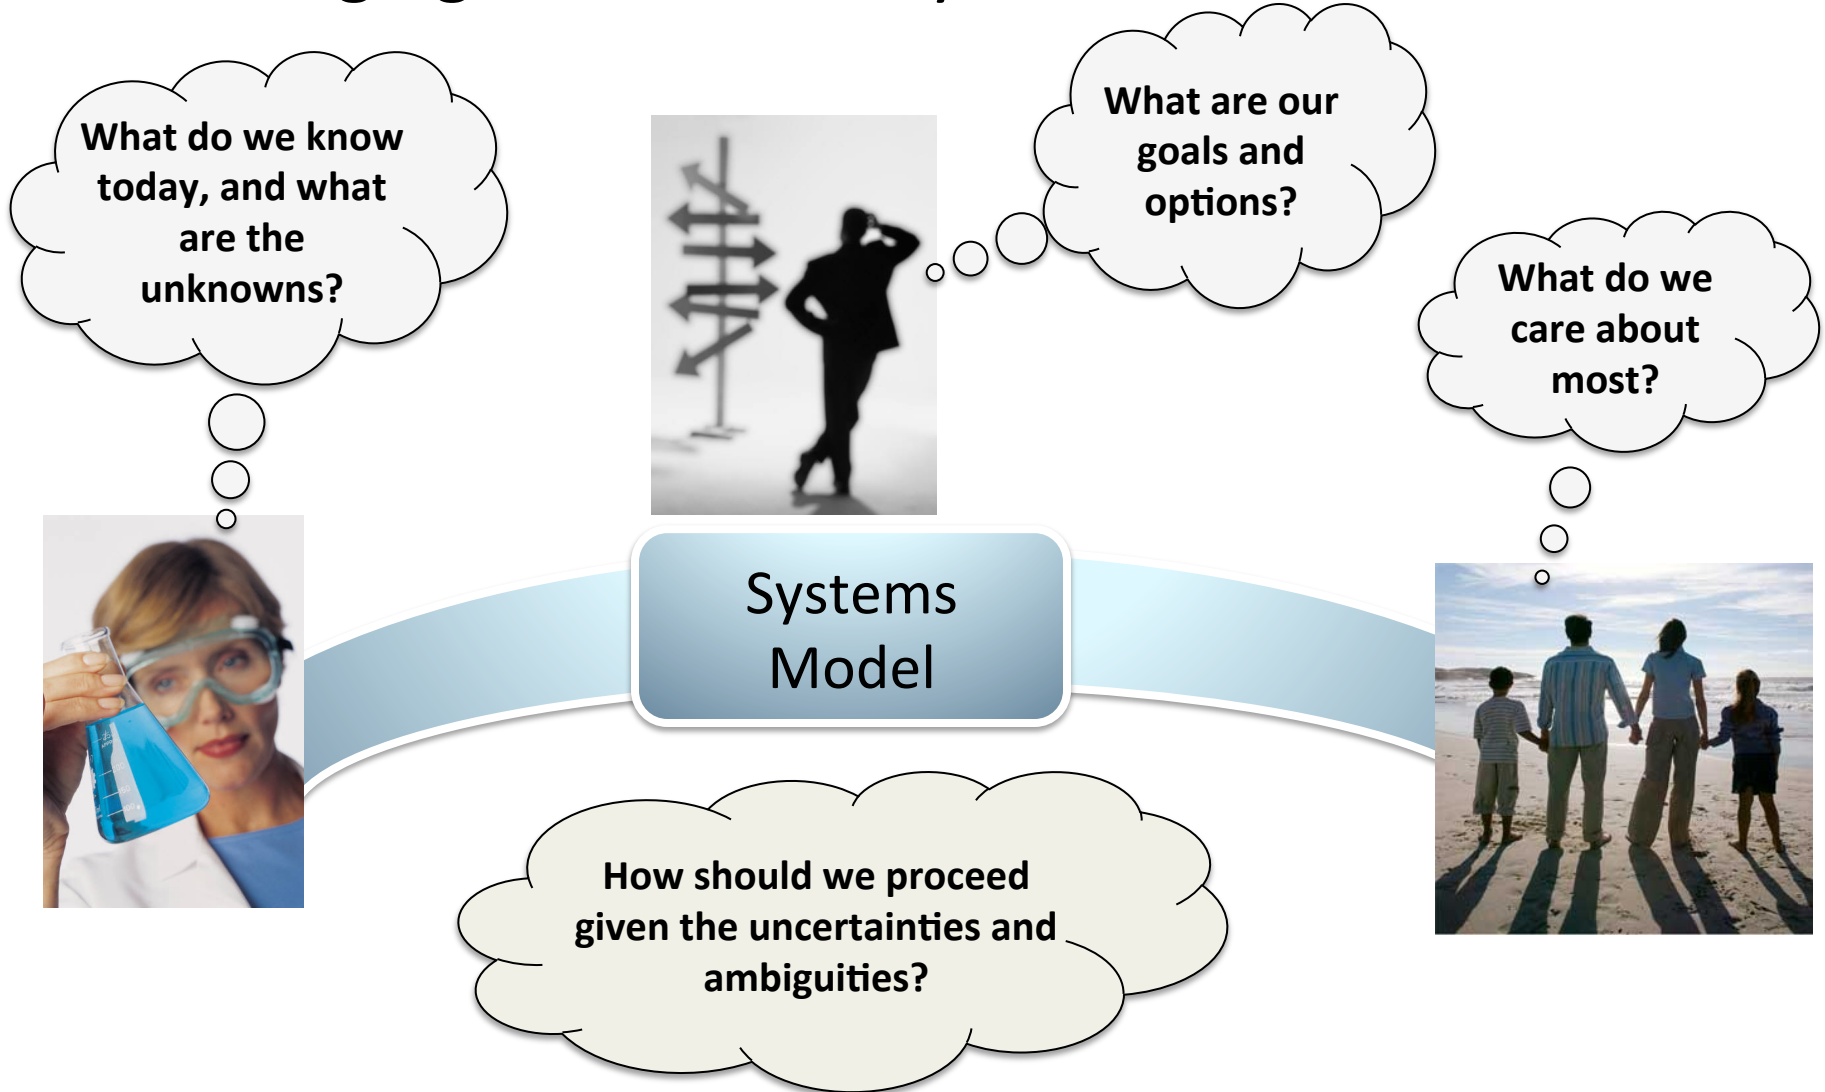 What do we know
today, and what
are the
unknowns?
What are our
goals and
options?
What do we
care about
most?
Systems
Model
How should we proceed
given the uncertainties and
ambiguities?